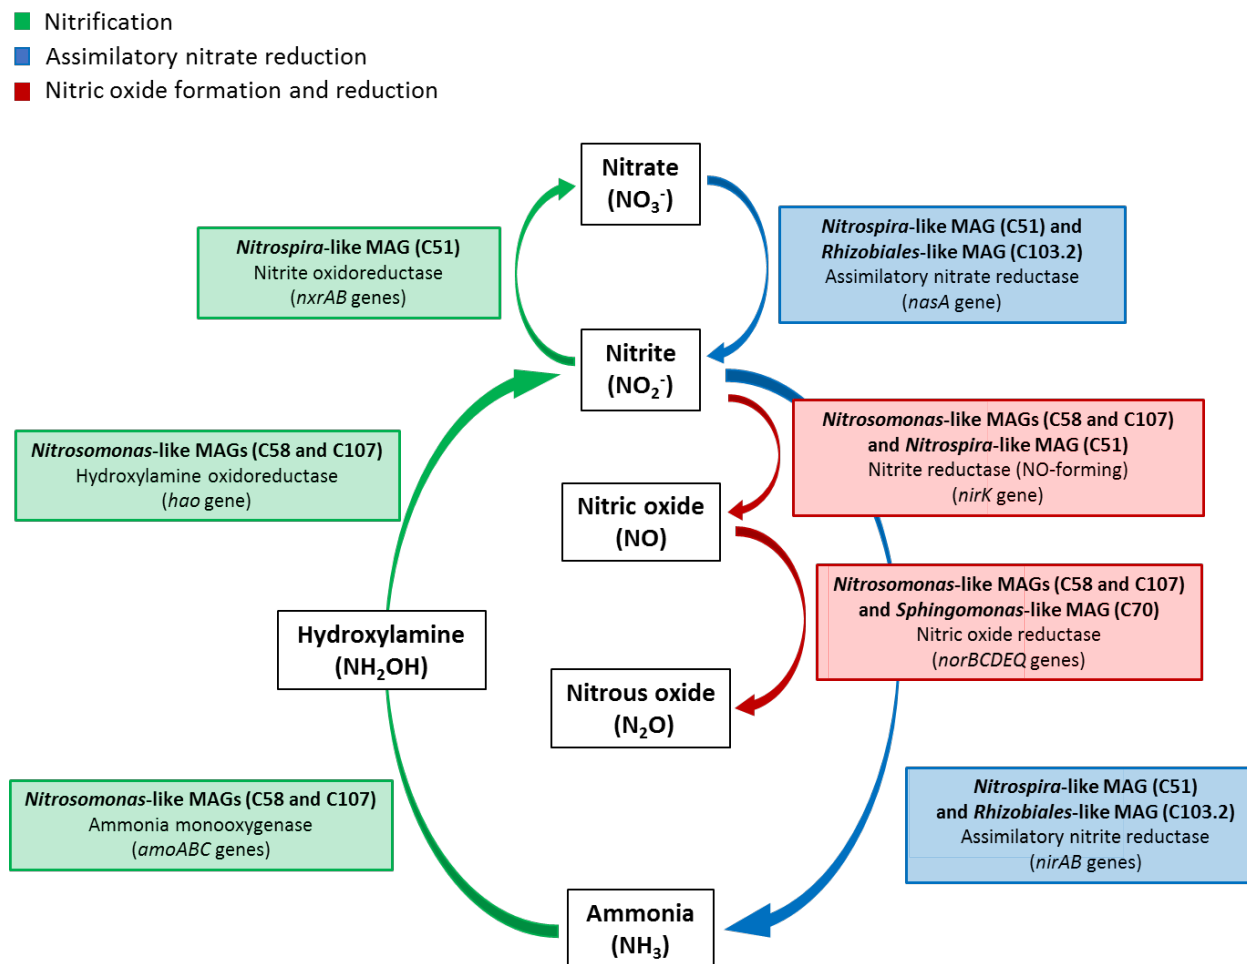 Nitrification
Assimilatory nitrate reduction
Nitric oxide formation and reduction
Nitrate
(NO₃⁻)
Nitrospira-like MAG (C51)
Nitrite oxidoreductase
(nxrAB genes)
Nitrospira-like MAG (C51) and
Rhizobiales-like MAG (C103.2)
Assimilatory nitrate reductase
(nasA gene)
Nitrite
(NO₂⁻)
Nitrosomonas-like MAGs (C58 and C107)
Hydroxylamine oxidoreductase
(hao gene)
Nitrosomonas-like MAGs (C58 and C107)
and Nitrospira-like MAG (C51)
Nitrite reductase (NO-forming)
(nirK gene)
Nitric oxide
(NO)
Nitrosomonas-like MAGs (C58 and C107)
and Sphingomonas-like MAG (C70)
Nitric oxide reductase
(norBCDEQ genes)
Hydroxylamine
(NH₂OH)
Nitrous oxide
(N₂O)
Nitrosomonas-like MAGs (C58 and C107)
Ammonia monooxygenase
(amoABC genes)
Nitrospira-like MAG (C51)
and Rhizobiales-like MAG (C103.2)
Assimilatory nitrite reductase
(nirAB genes)
Ammonia
(NH₃)